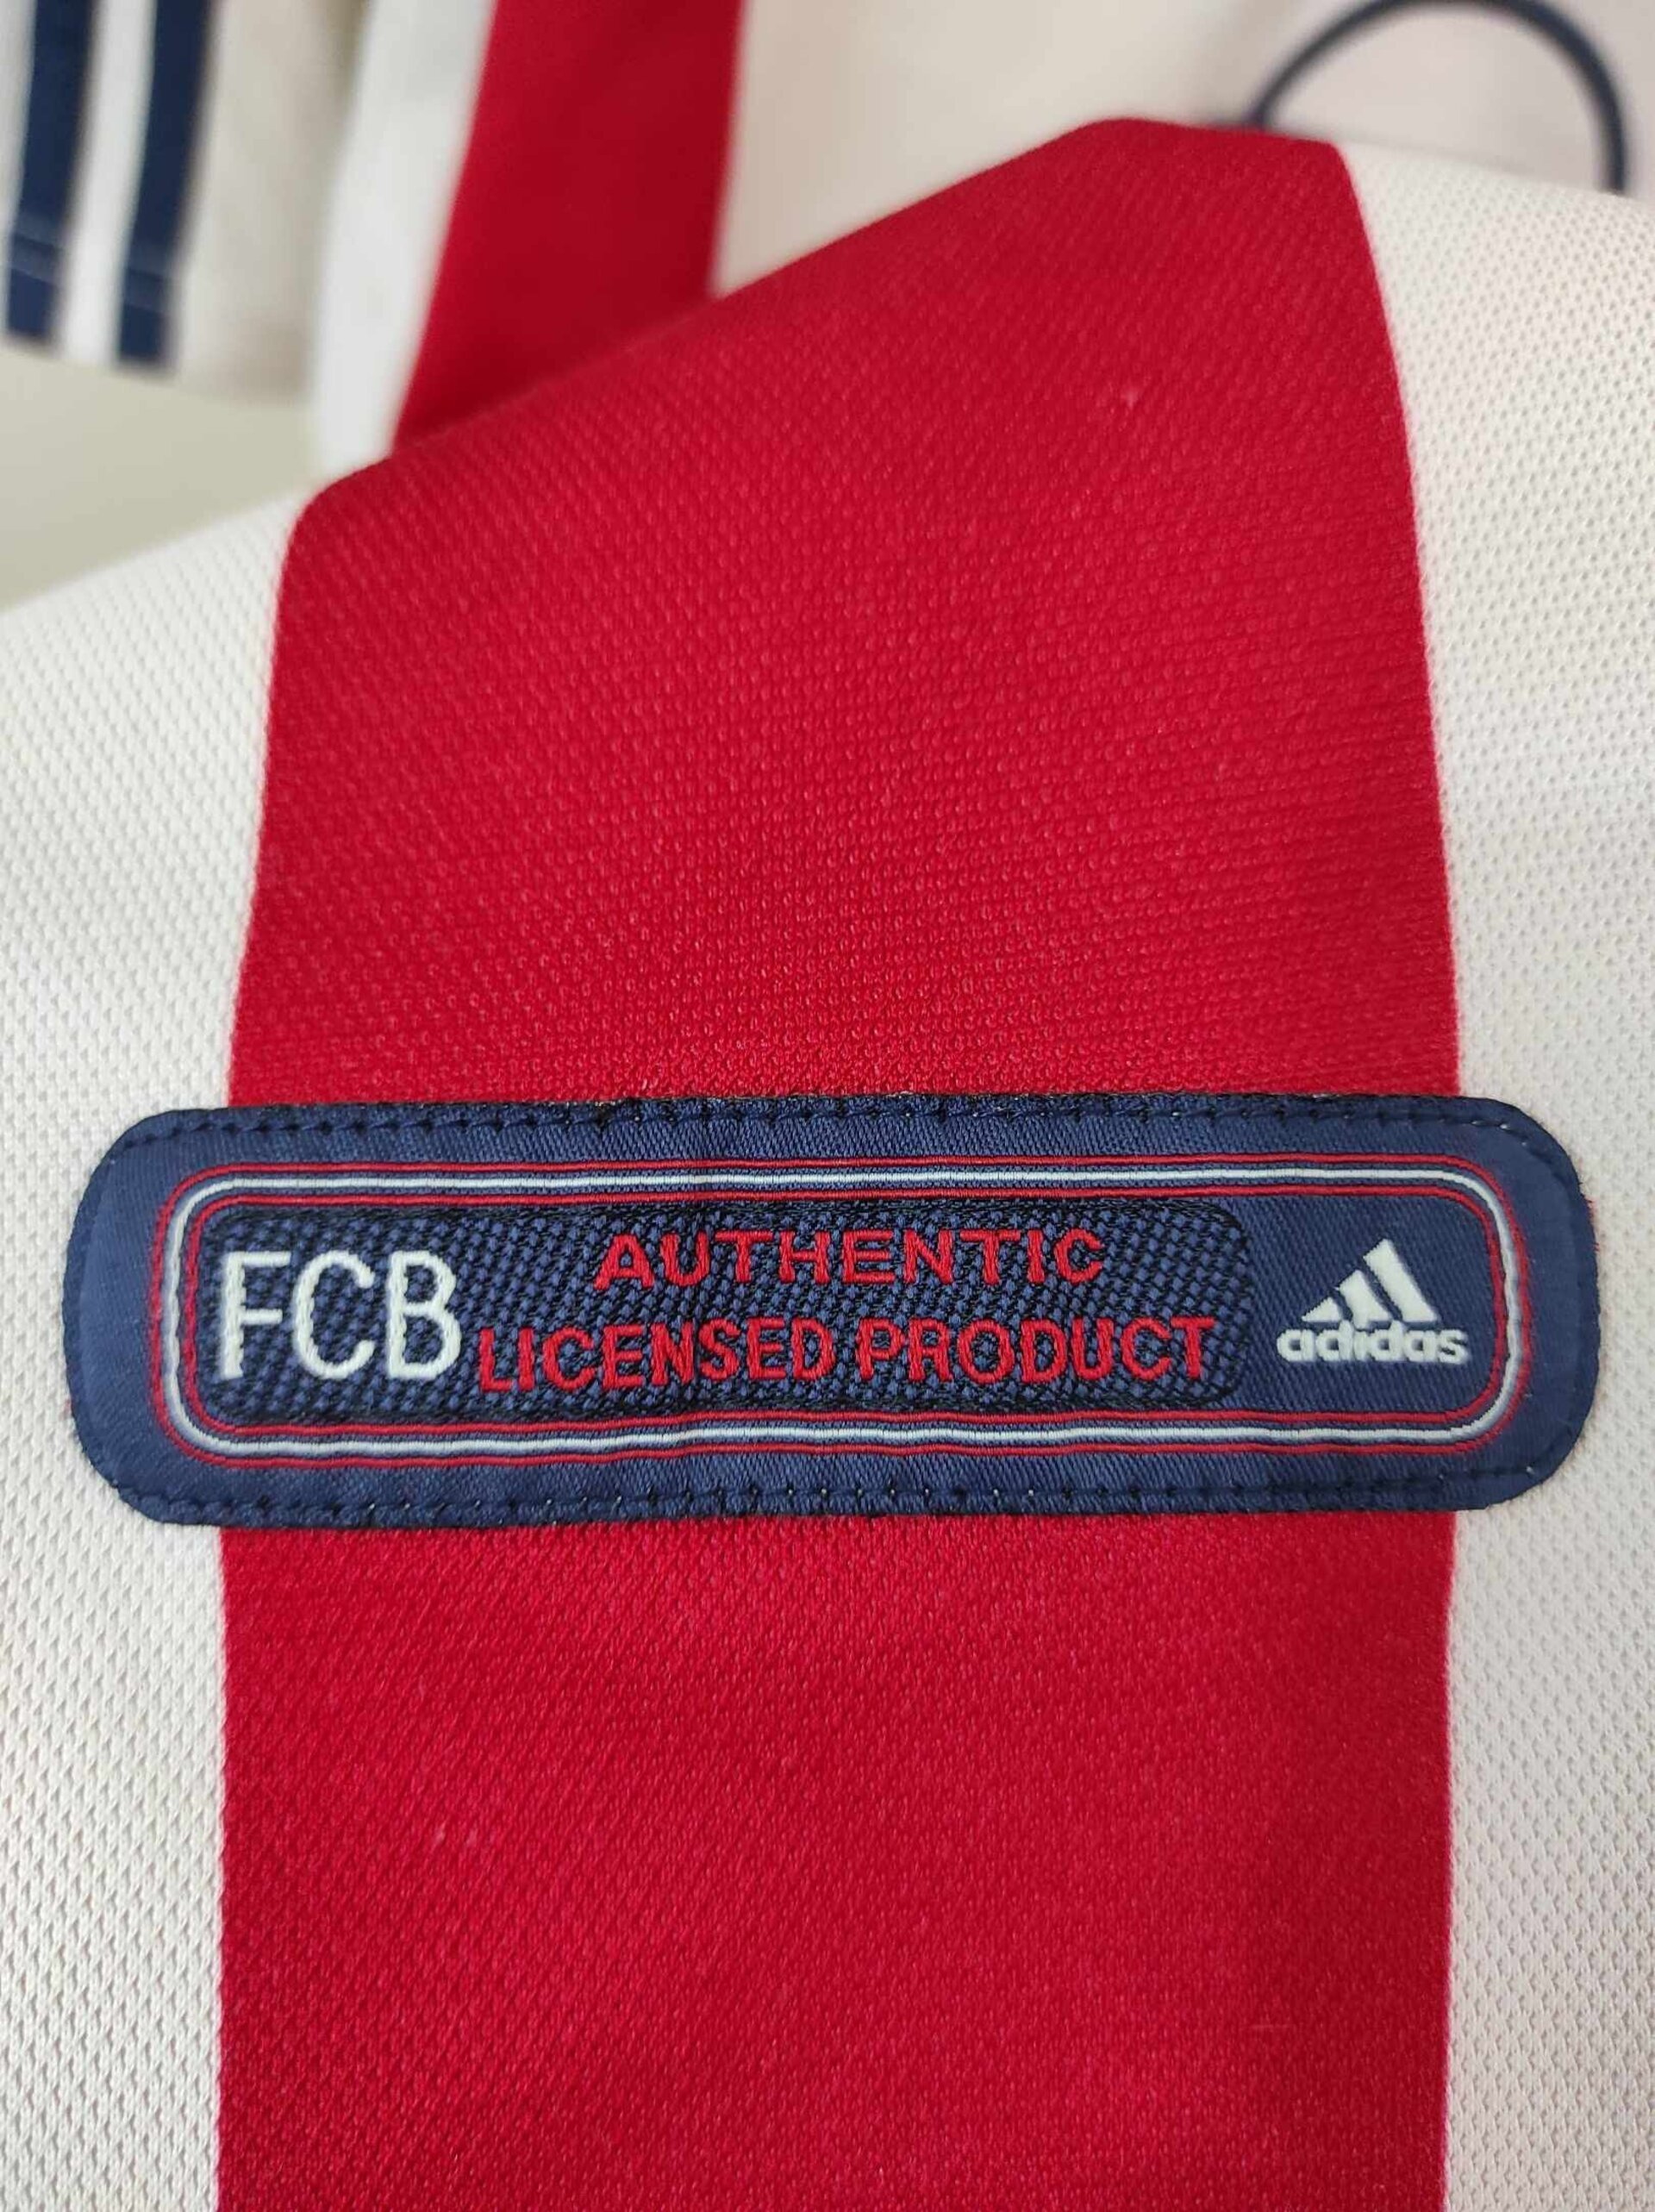 FCB
AUTHENTIC
LICENSED PRODUCT
adidas